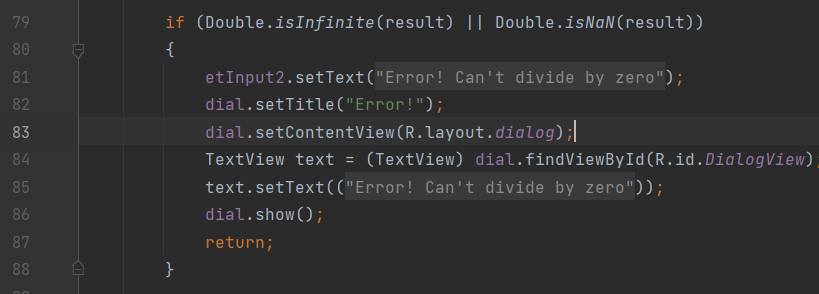 79 if (Double.isInfinite(result) || Double.isNaN(result))
80 {
81 etInput2.setText("Error! Can't divide by zero");
82 dial.setTitle("Error!");
83 dial.setContentView(R.layout.dialog);
84 TextView text = (TextView) dial.findViewById(R.id.DialogView);
85 text.setText(("Error! Can't divide by zero"));
86 dial.show();
87 return;
88 }